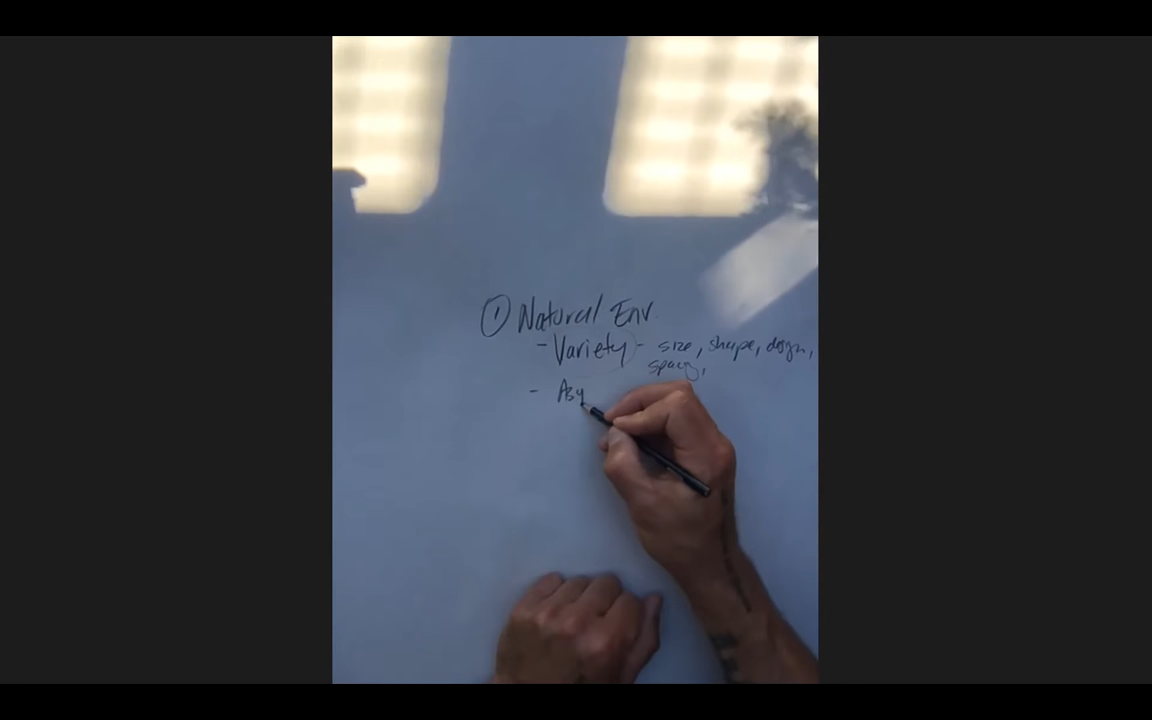 ① Natural Env.
- Variety - size, shape, design,
spacing,
- Asy